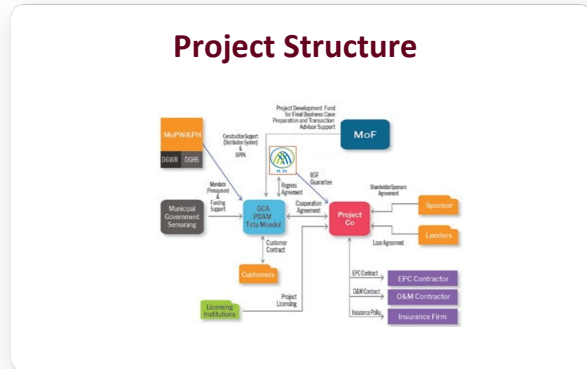 Project Structure
Project Development Fund
for Final Business Case
Preparation and Transaction
Advisor Support
MoF
MoPW&PH
DGWR
DGHS
Construction Support
(Distribution System)
&
SIPPA
Regress
Agreement
IIGF
Guarantee
Mandate
(Perusahaan)
&
Funding
Support
Municipal
Government
Semarang
GCA
PDAM
Tirta Moedal
Cooperation
Agreement
Project
Co
Shareholder/Sponsors
Agreement
Sponsor
Loan Agreement
Lenders
Customer
Contract
Customers
Licensing
Institutions
Project
Licensing
EPC Contract
EPC Contractor
O&M Contract
O&M Contractor
Insurance Policy
Insurance Firm